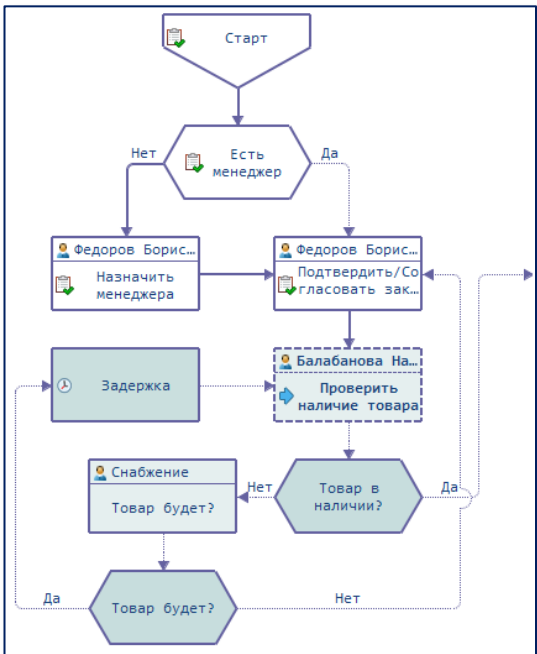 Старт
Есть
менеджер
Нет
Да
Федоров Борис...
Назначить
менеджера
Федоров Борис...
Подтвердить/Со
гласовать зак...
Балабанова На...
Проверить
наличие товара
Задержка
Товар в
наличии?
Нет
Да
Снабжение
Товар будет?
Товар будет?
Да
Нет